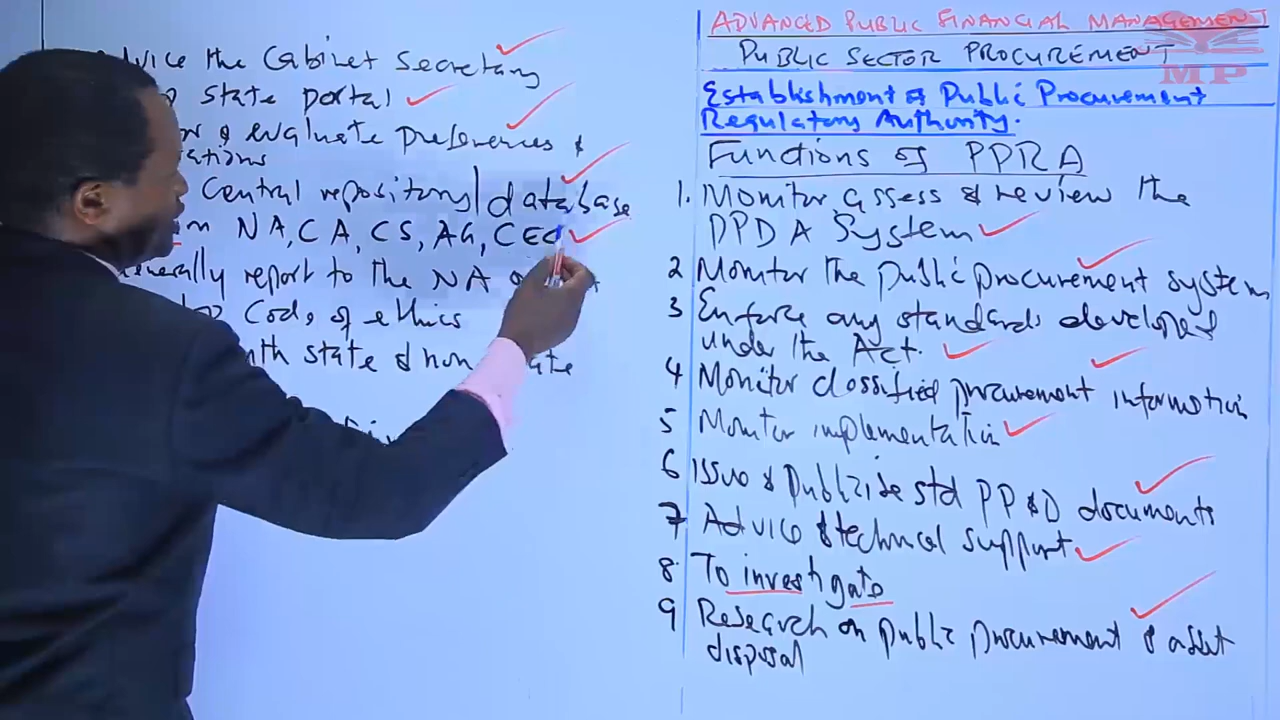 ADVANCED PUBLIC FINANCIAL MANAGEMENT
PUBLIC SECTOR PROCUREMENT
MP
Establishment of Public Procurement
Regulatory Authority.
Functions of PPRA
1. Monitor assess & review the
PPDA System
2 Monitor the public procurement system
3 Enforce any standards developed
under the Act.
4 Monitor classified procurement information
5 Monitor implementation
6 Issue & publicise std PP&D documents
7 Advice & technical support
8. To investigate
9 Research on public procurement & asset
disposal
the Cabinet Secretary
state portal
& evaluate preferences &
Central repository/database
NA, CA, CS, AG, CEC
report to the NA
Code of ethics
state & non